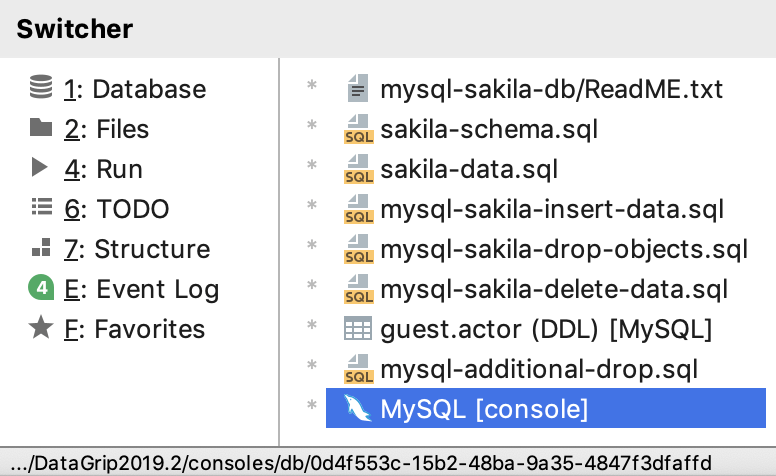 Switcher
1: Database
2: Files
4: Run
6: TODO
7: Structure
4 E: Event Log
F: Favorites
* mysql-sakila-db/ReadME.txt
* SQL sakila-schema.sql
* SQL sakila-data.sql
* SQL mysql-sakila-insert-data.sql
* SQL mysql-sakila-drop-objects.sql
* SQL mysql-sakila-delete-data.sql
* guest.actor (DDL) [MySQL]
* SQL mysql-additional-drop.sql
* MySQL [console]
.../DataGrip2019.2/consoles/db/0d4f553c-15b2-48ba-9a35-4847f3dfaffd